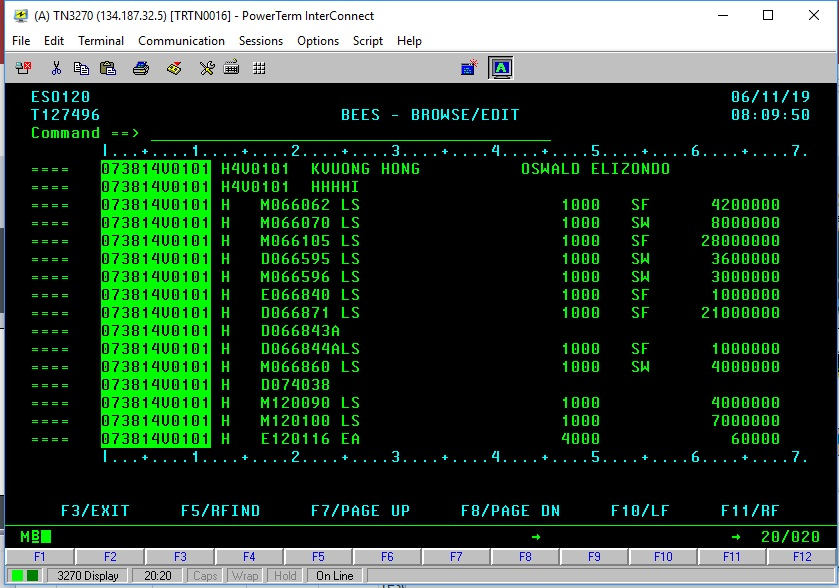 (A) TN3270 (134.187.32.5) [TRTN0016] - PowerTerm InterConnect
File Edit Terminal Communication Sessions Options Script Help
ESO120 06/11/19
T127496 BEES - BROWSE/EDIT 08:09:50
Command ==> 
|...+....1....+....2....+....3....+....4....+....5....+....6....+....7.
==== 073814V0101 H4V0101 KVUONG HONG OSWALD ELIZONDO
==== 073814V0101 H4V0101 HHHHI
==== 073814V0101 H M066062 LS 1000 SF 4200000
==== 073814V0101 H M066070 LS 1000 SW 8000000
==== 073814V0101 H M066105 LS 1000 SF 28000000
==== 073814V0101 H D066595 LS 1000 SW 3600000
==== 073814V0101 H M066596 LS 1000 SW 3000000
==== 073814V0101 H E066840 LS 1000 SF 1000000
==== 073814V0101 H D066871 LS 1000 SF 21000000
==== 073814V0101 H D066843A
==== 073814V0101 H D066844ALS 1000 SF 1000000
==== 073814V0101 H M066860 LS 1000 SW 4000000
==== 073814V0101 H D074038
==== 073814V0101 H M120090 LS 1000 4000000
==== 073814V0101 H M120100 LS 1000 7000000
==== 073814V0101 H E120116 EA 4000 60000
|...+....1....+....2....+....3....+....4....+....5....+....6....+....7.
F3/EXIT F5/RFIND F7/PAGE UP F8/PAGE DN F10/LF F11/RF
MB → → 20/020
F1 F2 F3 F4 F5 F6 F7 F8 F9 F10 F11 F12
3270 Display 20:20 Caps Wrap Hold On Line